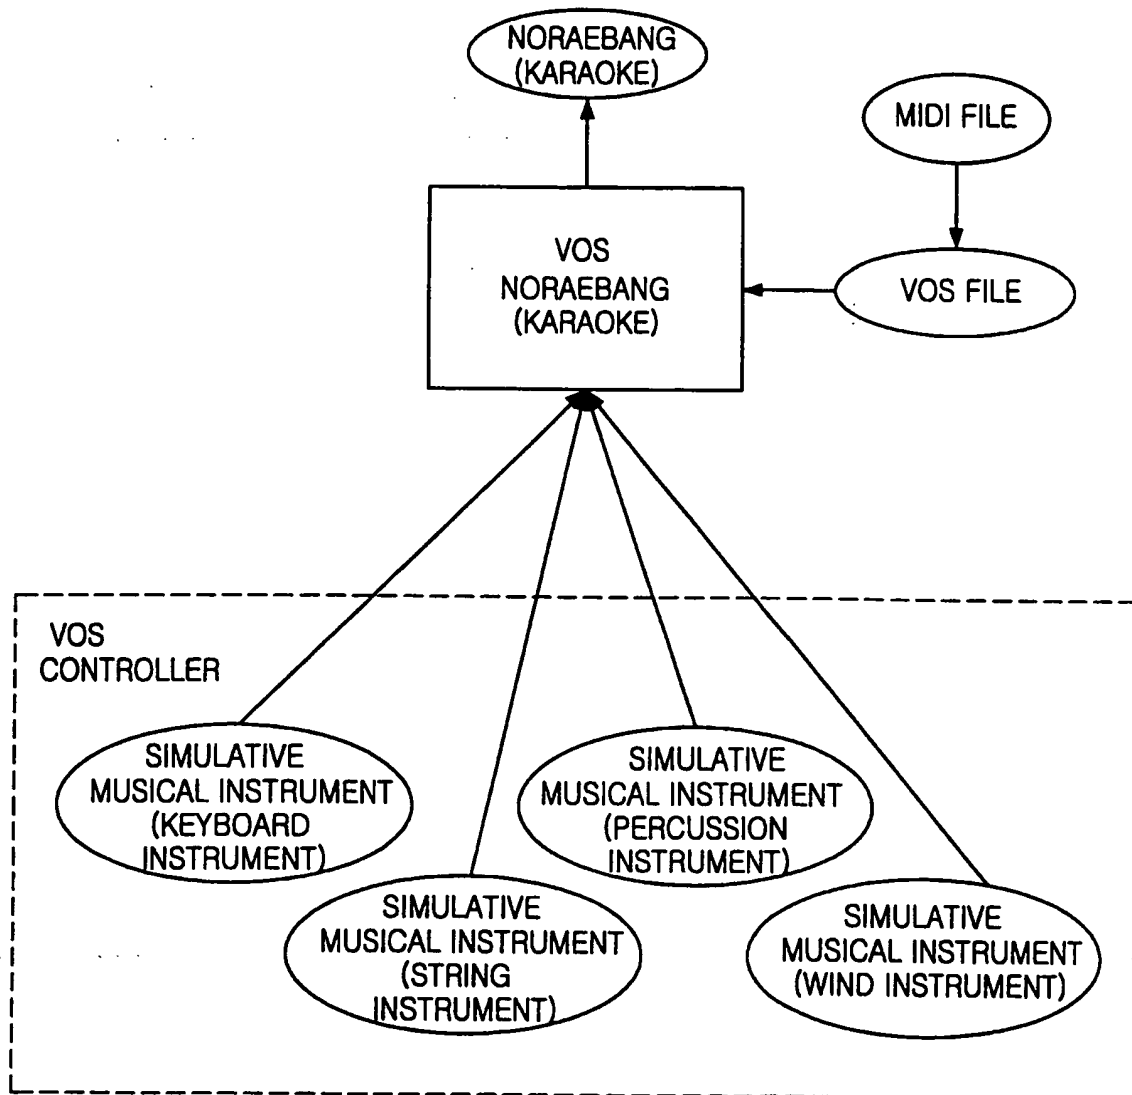 NORAEBANG
(KARAOKE)
MIDI FILE
VOS
NORAEBANG
(KARAOKE)
VOS FILE
VOS
CONTROLLER
SIMULATIVE
MUSICAL INSTRUMENT
(KEYBOARD
INSTRUMENT)
SIMULATIVE
MUSICAL INSTRUMENT
(PERCUSSION
INSTRUMENT)
SIMULATIVE
MUSICAL INSTRUMENT
(STRING
INSTRUMENT)
SIMULATIVE
MUSICAL INSTRUMENT
(WIND INSTRUMENT)